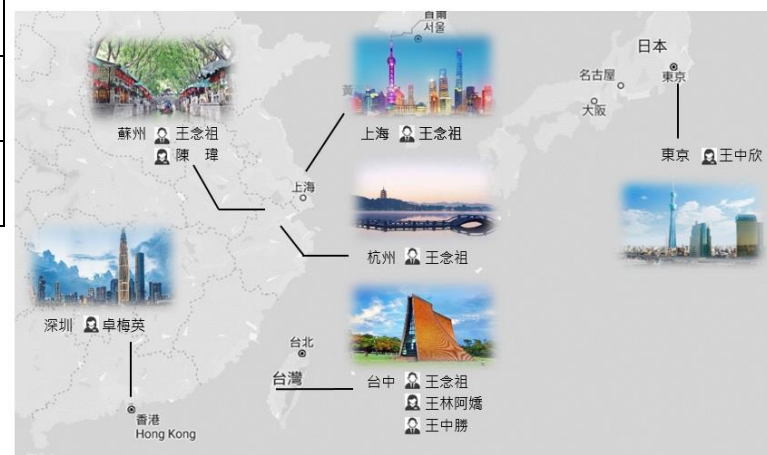 首爾
서울
日本
名古屋
東京
大阪
黃
蘇州 王念祖
陳 瑋
上海 王念祖
東京 王中欣
上海
杭州 王念祖
深圳 卓梅英
台北
台灣
台中 王念祖
王林阿嬌
王中勝
香港
Hong Kong